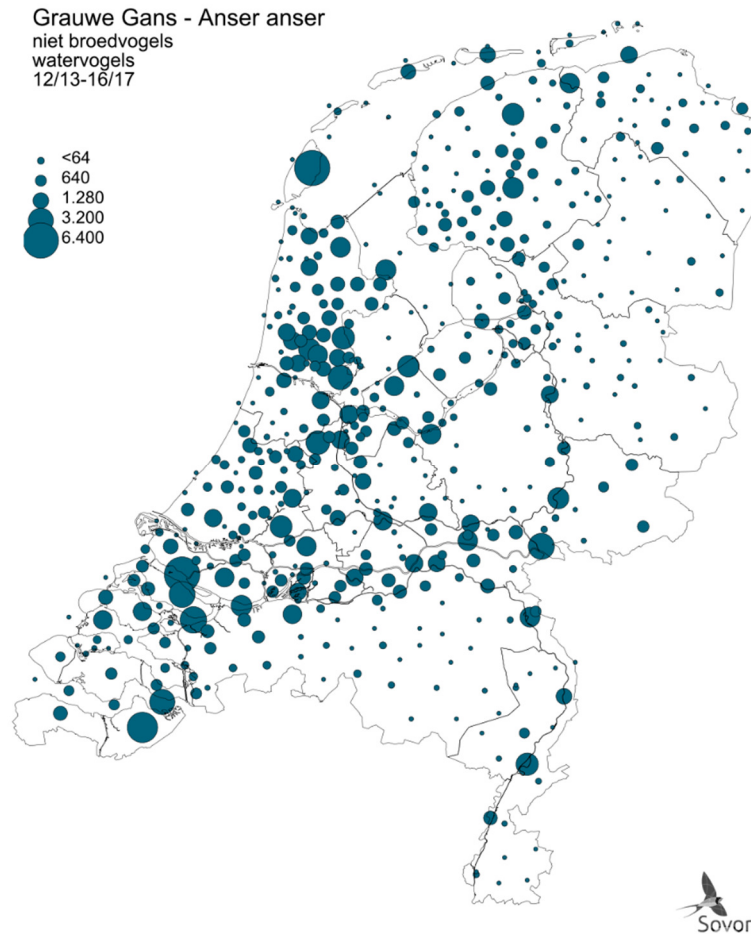 Grauwe Gans - Anser anser
niet broedvogels
watervogels
12/13-16/17
<64
640
1.280
3.200
6.400
Sovon